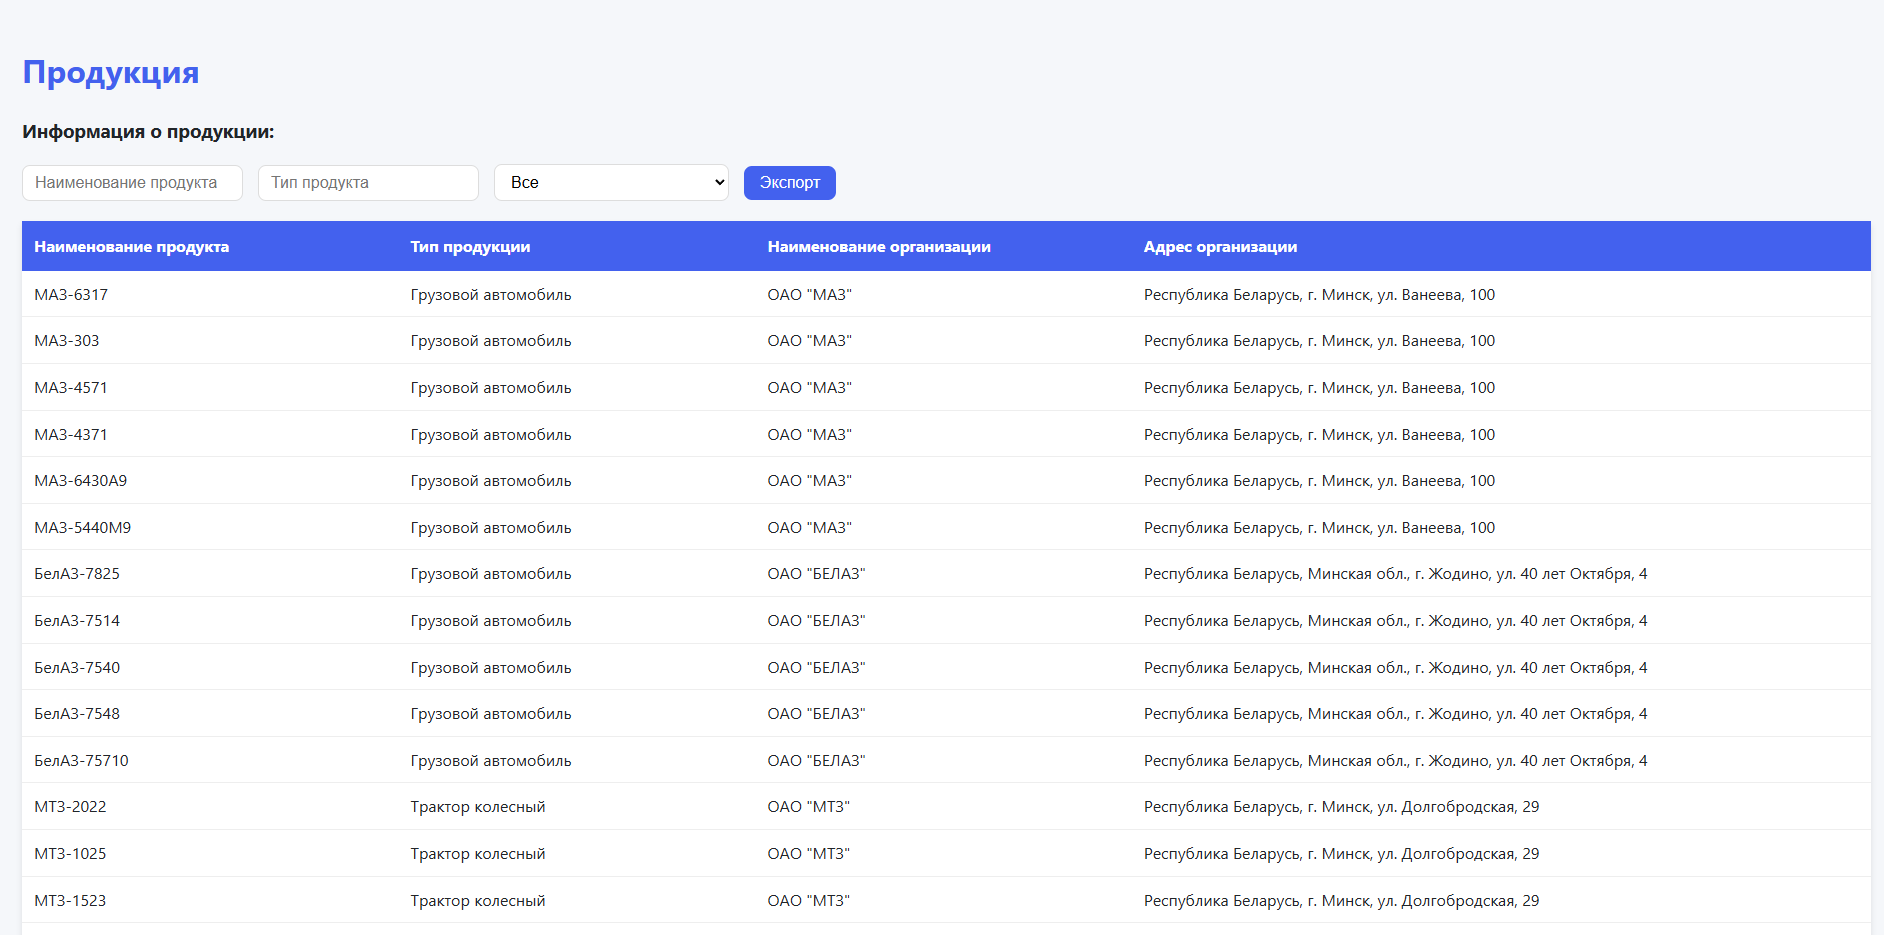 Продукция
Информация о продукции:
Наименование продукта Тип продукта Все Экспорт
Наименование продукта Тип продукции Наименование организации Адрес организации
МАЗ-6317 Грузовой автомобиль ОАО "МАЗ" Республика Беларусь, г. Минск, ул. Ванеева, 100
МАЗ-303 Грузовой автомобиль ОАО "МАЗ" Республика Беларусь, г. Минск, ул. Ванеева, 100
МАЗ-4571 Грузовой автомобиль ОАО "МАЗ" Республика Беларусь, г. Минск, ул. Ванеева, 100
МАЗ-4371 Грузовой автомобиль ОАО "МАЗ" Республика Беларусь, г. Минск, ул. Ванеева, 100
МАЗ-6430А9 Грузовой автомобиль ОАО "МАЗ" Республика Беларусь, г. Минск, ул. Ванеева, 100
МАЗ-5440М9 Грузовой автомобиль ОАО "МАЗ" Республика Беларусь, г. Минск, ул. Ванеева, 100
БелАЗ-7825 Грузовой автомобиль ОАО "БЕЛАЗ" Республика Беларусь, Минская обл., г. Жодино, ул. 40 лет Октября, 4
БелАЗ-7514 Грузовой автомобиль ОАО "БЕЛАЗ" Республика Беларусь, Минская обл., г. Жодино, ул. 40 лет Октября, 4
БелАЗ-7540 Грузовой автомобиль ОАО "БЕЛАЗ" Республика Беларусь, Минская обл., г. Жодино, ул. 40 лет Октября, 4
БелАЗ-7548 Грузовой автомобиль ОАО "БЕЛАЗ" Республика Беларусь, Минская обл., г. Жодино, ул. 40 лет Октября, 4
БелАЗ-75710 Грузовой автомобиль ОАО "БЕЛАЗ" Республика Беларусь, Минская обл., г. Жодино, ул. 40 лет Октября, 4
МТЗ-2022 Трактор колесный ОАО "МТЗ" Республика Беларусь, г. Минск, ул. Долгобродская, 29
МТЗ-1025 Трактор колесный ОАО "МТЗ" Республика Беларусь, г. Минск, ул. Долгобродская, 29
МТЗ-1523 Трактор колесный ОАО "МТЗ" Республика Беларусь, г. Минск, ул. Долгобродская, 29